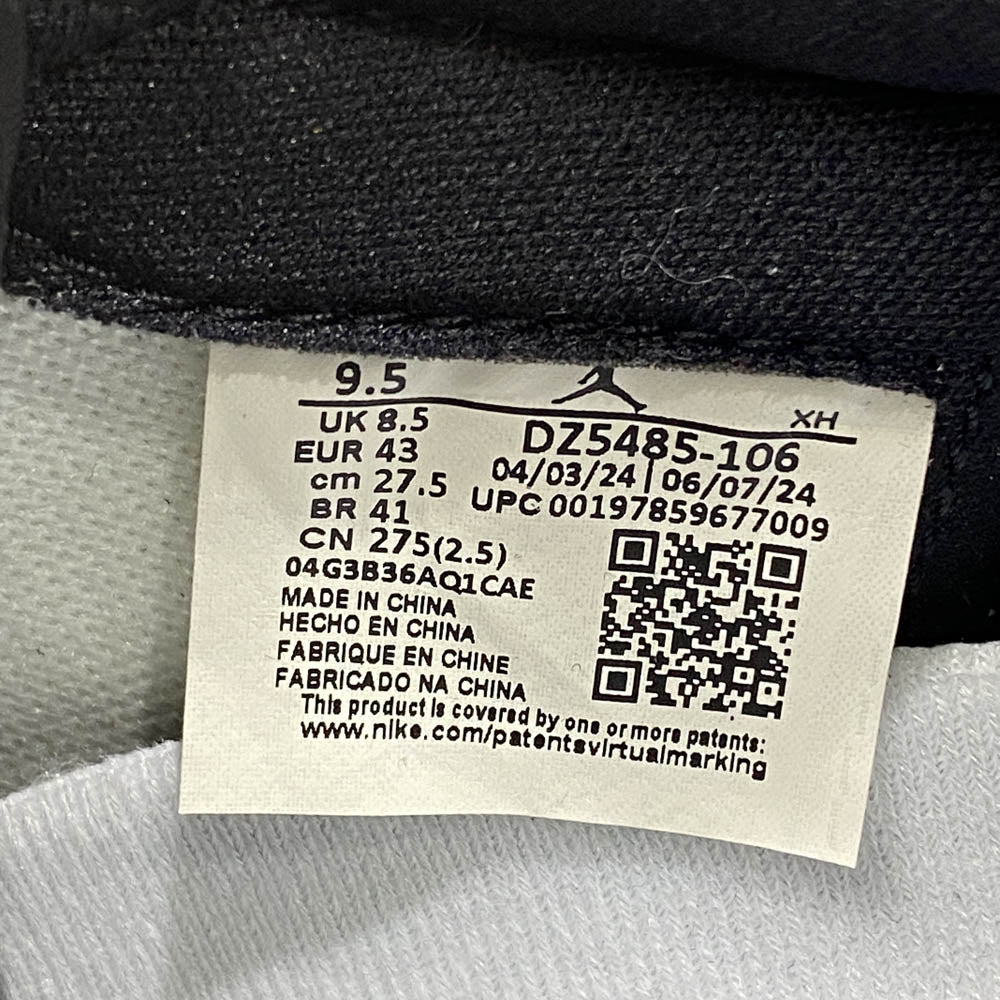 9.5
XH
UK 8.5
EUR 43
cm 27.5
BR 41
CN 275(2.5)
DZ5485-106
04/03/24 | 06/07/24
UPC 00197859677009
04G3B36AQ1CAE
MADE IN CHINA
HECHO EN CHINA
FABRIQUE EN CHINE
FABRICADO NA CHINA
This product is covered by one or more patents:
www.nike.com/patentsvirtualmarking